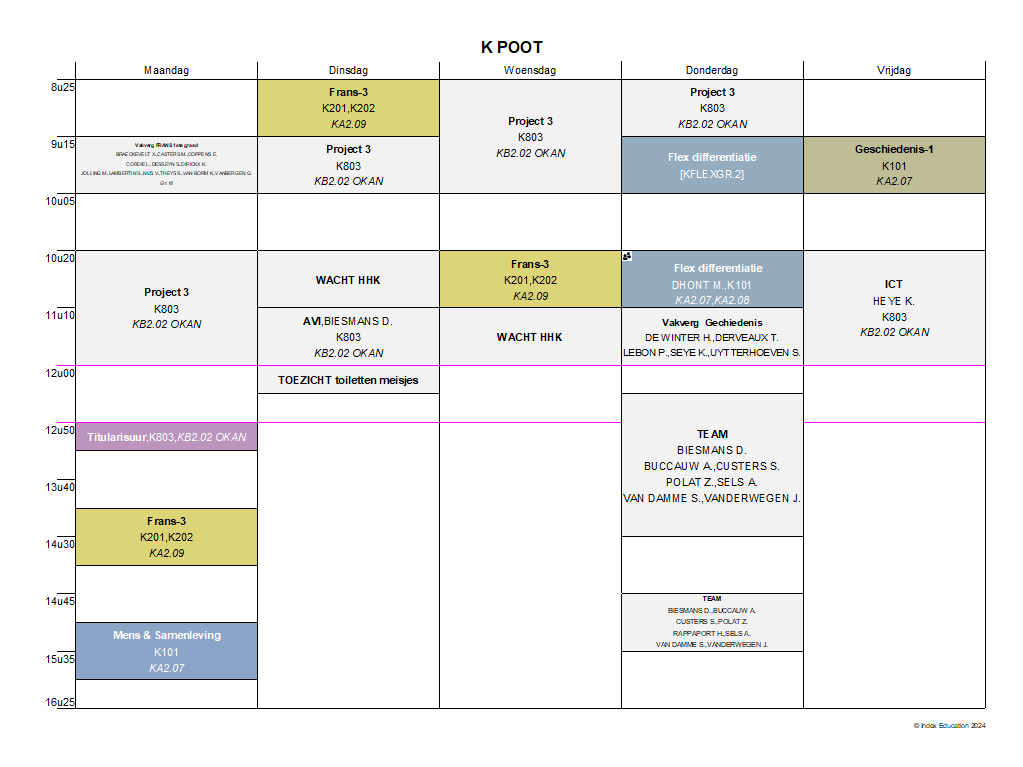 K POOT
Maandag Dinsdag Woensdag Donderdag Vrijdag
8u25
9u15
10u05
10u20
11u10
12u00
12u50
13u40
14u30
14u45
15u35
16u25
Vakverg FRANS 1ste graad
BRAECKEVELT X.,CASTERS M.,COPPENS E.
CORDIE L.,DESSEYN S.,DIRICKX K.
JOLLING M.,LAMBERTIN S.,NIJS V.,THEYS S.,VAN BORM K.,VANBERGEN G.
Project 3
K803
KB2.02 OKAN
Titularisuur,K803,KB2.02 OKAN
Frans-3
K201,K202
KA2.09
Mens & Samenleving
K101
KA2.07
Frans-3
K201,K202
KA2.09
Project 3
K803
KB2.02 OKAN
WACHT HHK
AVI,BIESMANS D.
K803
KB2.02 OKAN
TOEZICHT toiletten meisjes
Project 3
K803
KB2.02 OKAN
Frans-3
K201,K202
KA2.09
WACHT HHK
Project 3
K803
KB2.02 OKAN
Flex differentiatie
[KFLEXGR.2]
Flex differentiatie
DHONT M.,K101
KA2.07,KA2.08
Vakverg Gechiedenis
DE WINTER H.,DERVEAUX T.
LEBON P.,SEYE K.,UYTTERHOEVEN S.
TEAM
BIESMANS D.
BUCCAUW A.,CUSTERS S.
POLAT Z.,SELS A.
VAN DAMME S.,VANDERWEGEN J.
TEAM
BIESMANS D.,BUCCAUW A.
CUSTERS S.,POLAT Z.
RAPPAPORT H.,SELS A.
VAN DAMME S.,VANDERWEGEN J.
Geschiedenis-1
K101
KA2.07
ICT
HEYE K.
K803
KB2.02 OKAN
© Index Education 2024